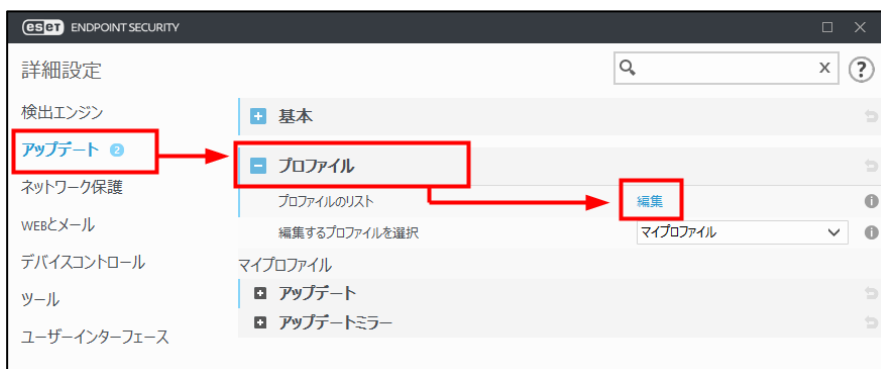 eset ENDPOINT SECURITY
詳細設定
x ?
検出エンジン
アップデート 2
ネットワーク保護
WEBとメール
デバイスコントロール
ツール
ユーザーインターフェース
基本
プロファイル
プロファイルのリスト 編集
編集するプロファイルを選択 マイプロファイル
マイプロファイル
アップデート
アップデートミラー